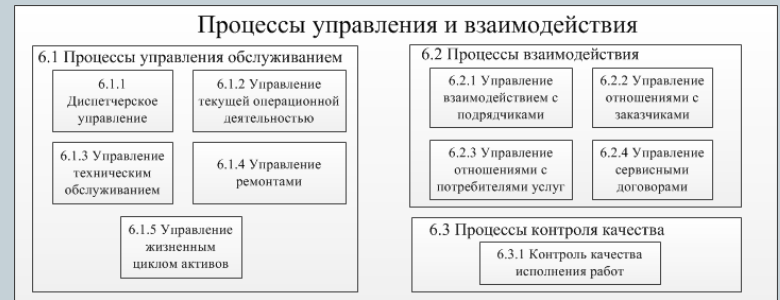 Процессы управления и взаимодействия
6.1 Процессы управления обслуживанием
6.1.1
Диспетчерское
управление
6.1.2 Управление
текущей операционной
деятельностью
6.1.3 Управление
техническим
обслуживанием
6.1.4 Управление
ремонтами
6.1.5 Управление
жизненным
циклом активов
6.2 Процессы взаимодействия
6.2.1 Управление
взаимодействием с
подрядчиками
6.2.2 Управление
отношениями с
заказчиками
6.2.3 Управление
отношениями с
потребителями услуг
6.2.4 Управление
сервисными
договорами
6.3 Процессы контроля качества
6.3.1 Контроль качества
исполнения работ